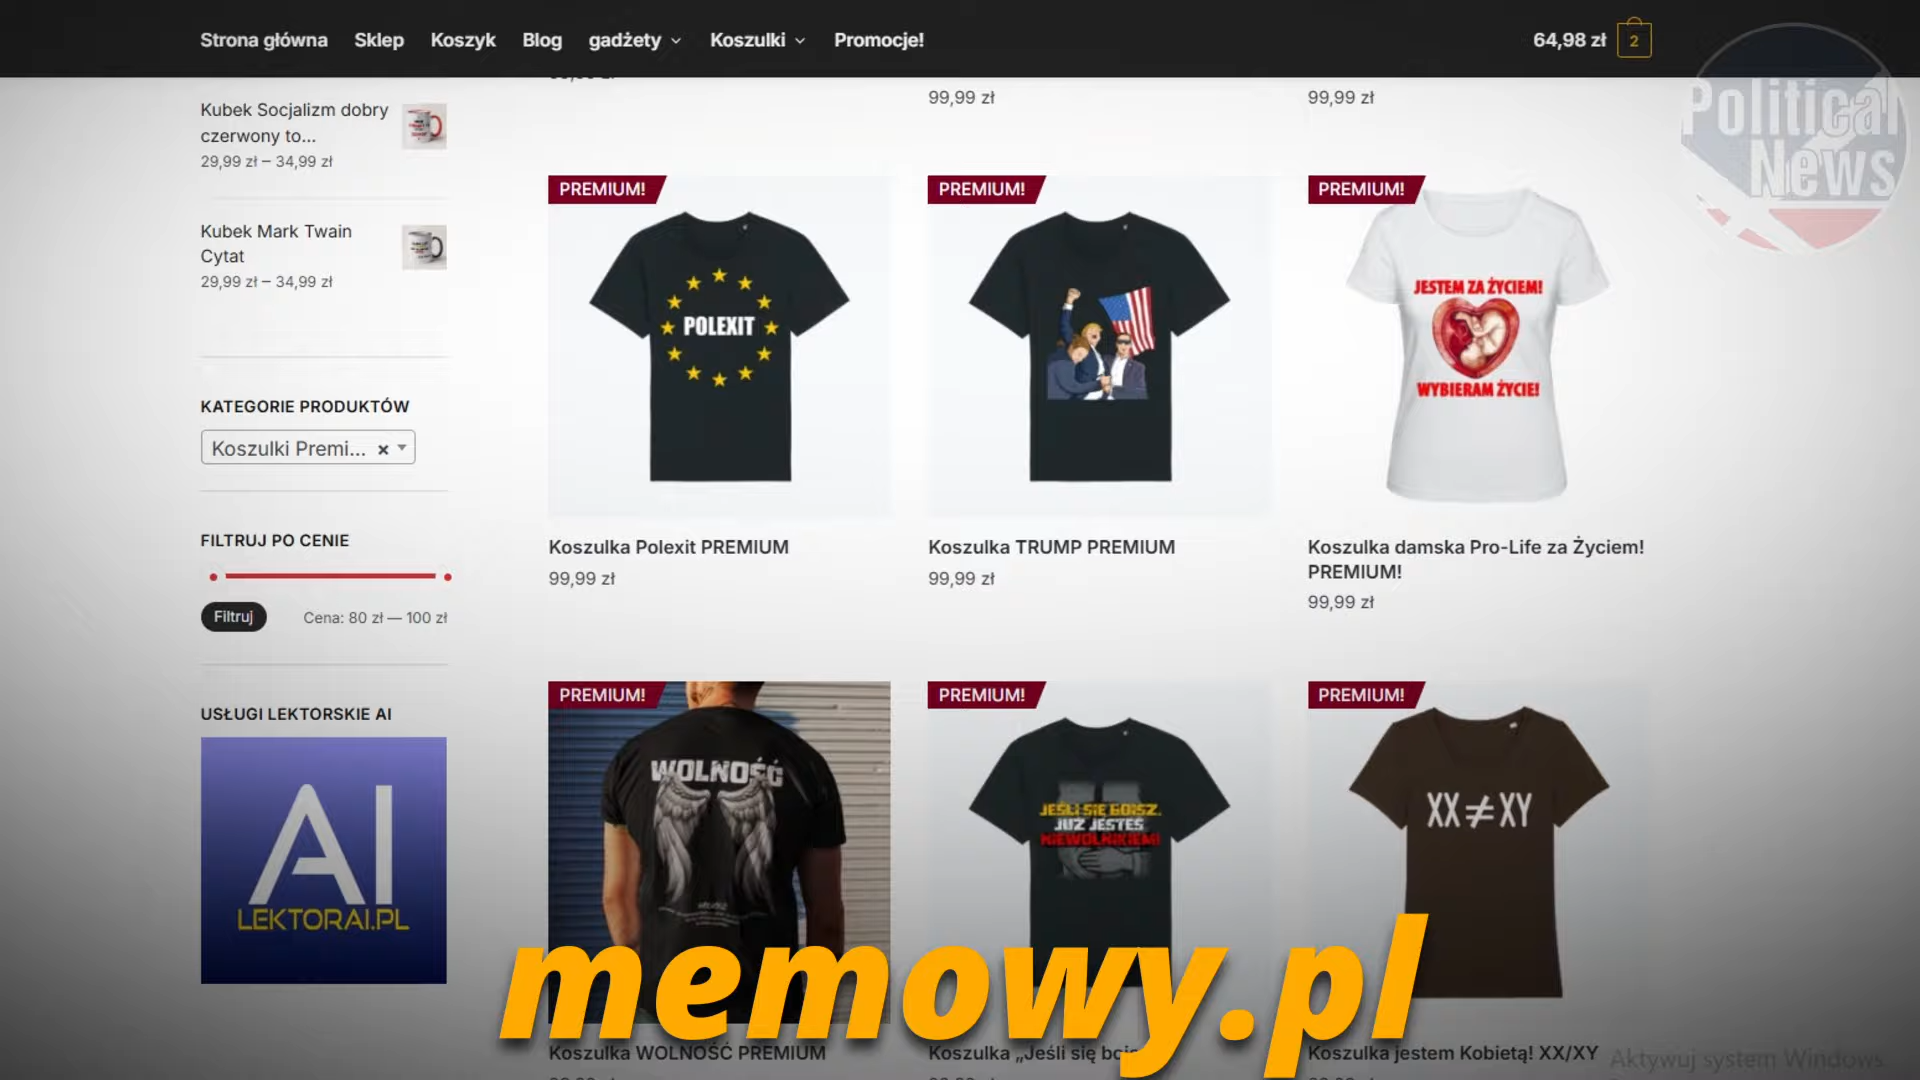 Strona główna Sklep Koszyk Blog gadżety Koszulki Promocje!
64,98 zł 2
Political
News
Kubek Socjalizm dobry
czerwony to...
29,99 zł – 34,99 zł
Kubek Mark Twain
Cytat
29,99 zł – 34,99 zł
KATEGORIE PRODUKTÓW
Koszulki Premi... ×
FILTRUJ PO CENIE
Filtruj
Cena: 80 zł — 100 zł
USŁUGI LEKTORSKIE AI
AI
LEKTORAI.PL
99,99 zł
99,99 zł
PREMIUM!
POLEXIT
Koszulka Polexit PREMIUM
99,99 zł
PREMIUM!
Koszulka TRUMP PREMIUM
99,99 zł
PREMIUM!
JESTEM ZA ŻYCIEM!
WYBIERAM ŻYCIE!
Koszulka damska Pro-Life za Życiem!
PREMIUM!
99,99 zł
PREMIUM!
WOLNOŚĆ
Koszulka WOLNOŚĆ PREMIUM
PREMIUM!
JEŚLI SIĘ BOISZ,
JUŻ JESTEŚ
NIEWOLNIKIEM!
Koszulka „Jeśli się
PREMIUM!
XX ≠ XY
Koszulka jestem Kobietą! XX/XY
memowy.pl
Aktywuj system Windows